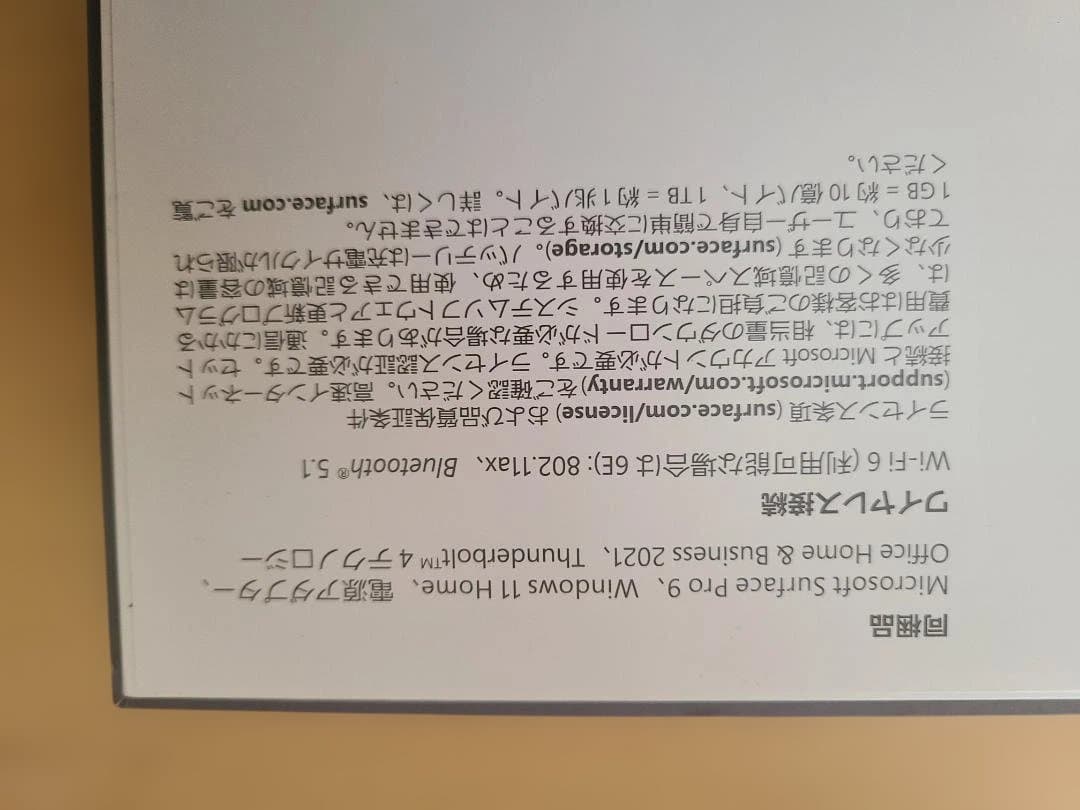 同梱品
Microsoft Surface Pro 9、Windows 11 Home、電源アダプター、
Office Home & Business 2021、Thunderbolt™ 4 テクノロジー
ワイヤレス接続
Wi-Fi 6 (利用可能な場合は 6E): 802.11ax、Bluetooth® 5.1
ライセンス条項 (surface.com/license) および品質保証条件
(support.microsoft.com/warranty) をご確認ください。高速インターネット
接続と Microsoft アカウントが必要です。ライセンス認証が必要です。セット
アップには、相当量のダウンロードが必要な場合があります。通信にかかる
費用はお客様のご負担になります。システムソフトウェアと更新プログラム
は、多くの記憶域スペースを使用するため、使用できる記憶域の容量は
少なくなります (surface.com/storage)。バッテリーは充電サイクルが限られ
ており、ユーザー自身で簡単に交換することはできません。
1GB = 約 10 億バイト、1TB = 約 1 兆バイト。詳しくは、surface.com をご覧
ください。